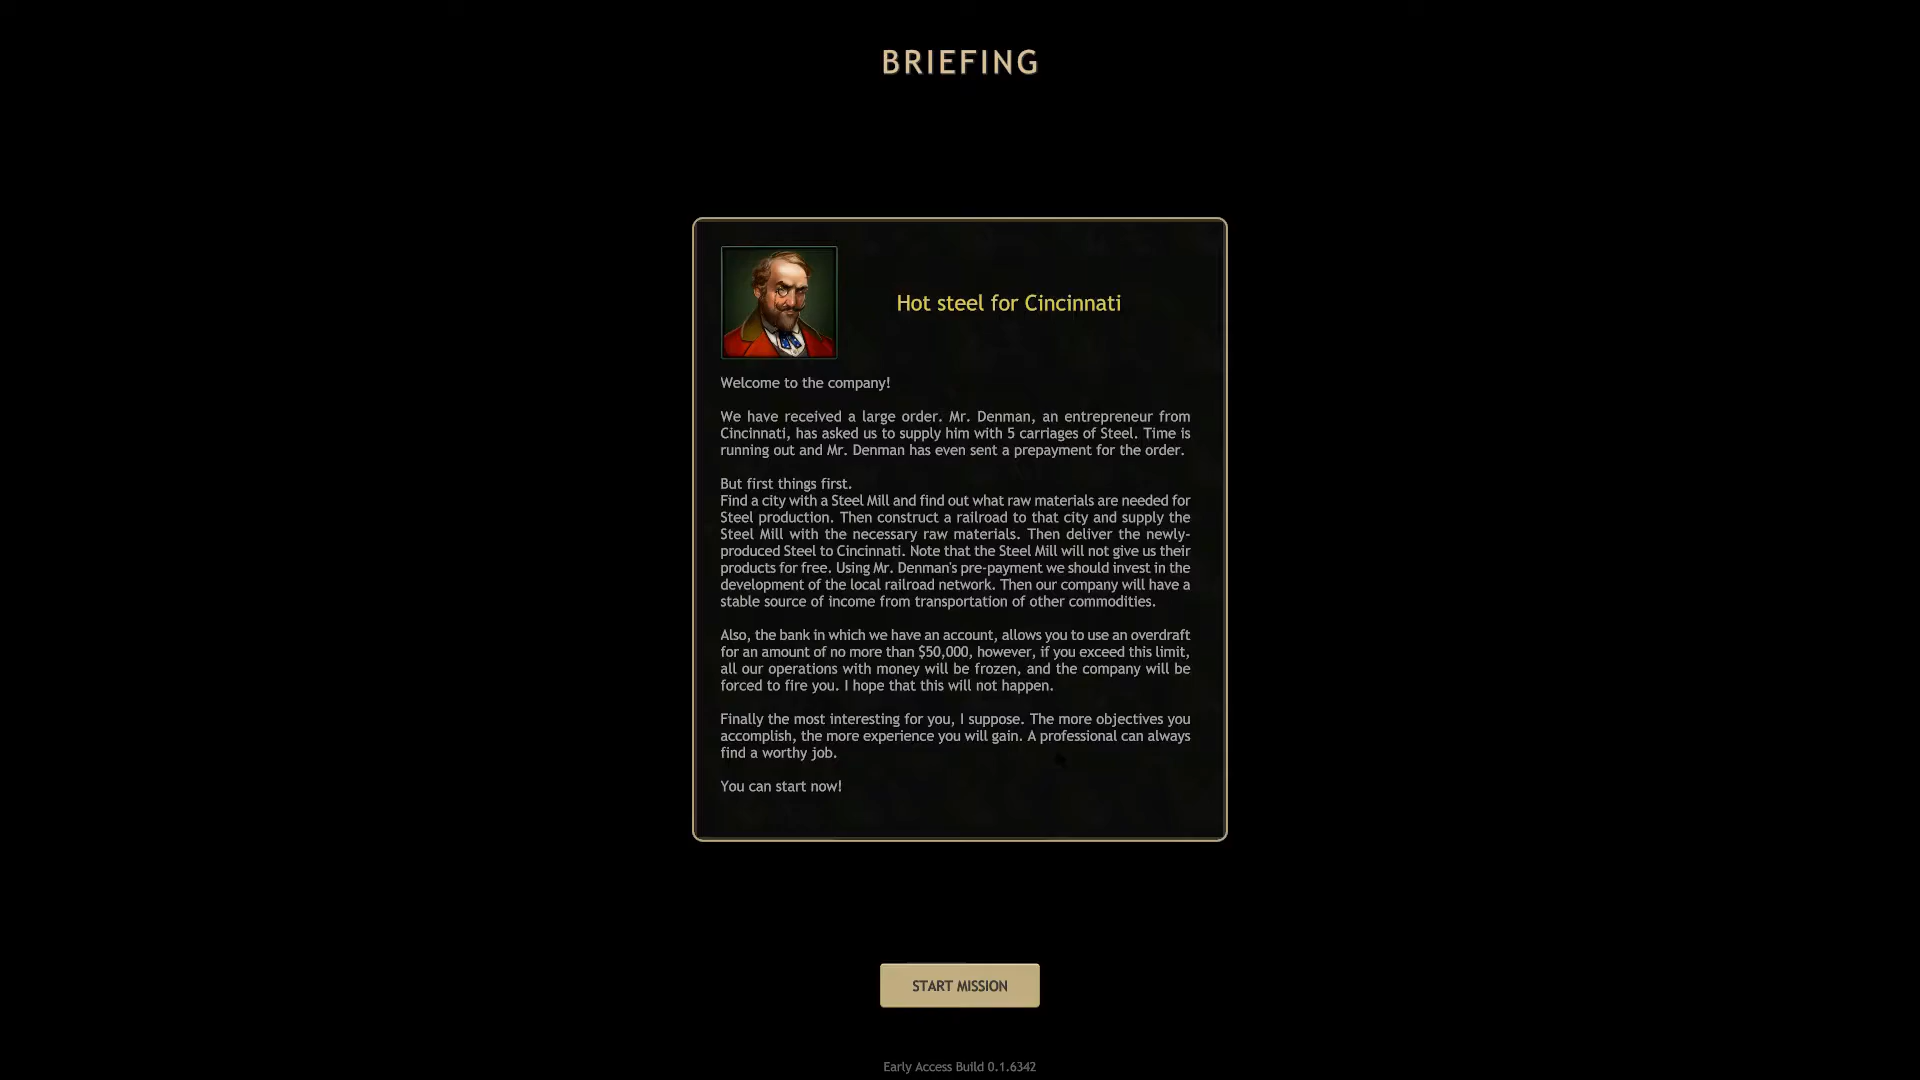 BRIEFING
Hot steel for Cincinnati
Welcome to the company!
We have received a large order. Mr. Denman, an entrepreneur from
Cincinnati, has asked us to supply him with 5 carriages of Steel. Time is
running out and Mr. Denman has even sent a prepayment for the order.
But first things first.
Find a city with a Steel Mill and find out what raw materials are needed for
Steel production. Then construct a railroad to that city and supply the
Steel Mill with the necessary raw materials. Then deliver the newly-
produced Steel to Cincinnati. Note that the Steel Mill will not give us their
products for free. Using Mr. Denman's pre-payment we should invest in the
development of the local railroad network. Then our company will have a
stable source of income from transportation of other commodities.
Also, the bank in which we have an account, allows you to use an overdraft
for an amount of no more than $50,000, however, if you exceed this limit,
all our operations with money will be frozen, and the company will be
forced to fire you. I hope that this will not happen.
Finally the most interesting for you, I suppose. The more objectives you
accomplish, the more experience you will gain. A professional can always
find a worthy job.
You can start now!
START MISSION
Early Access Build 0.1.6342